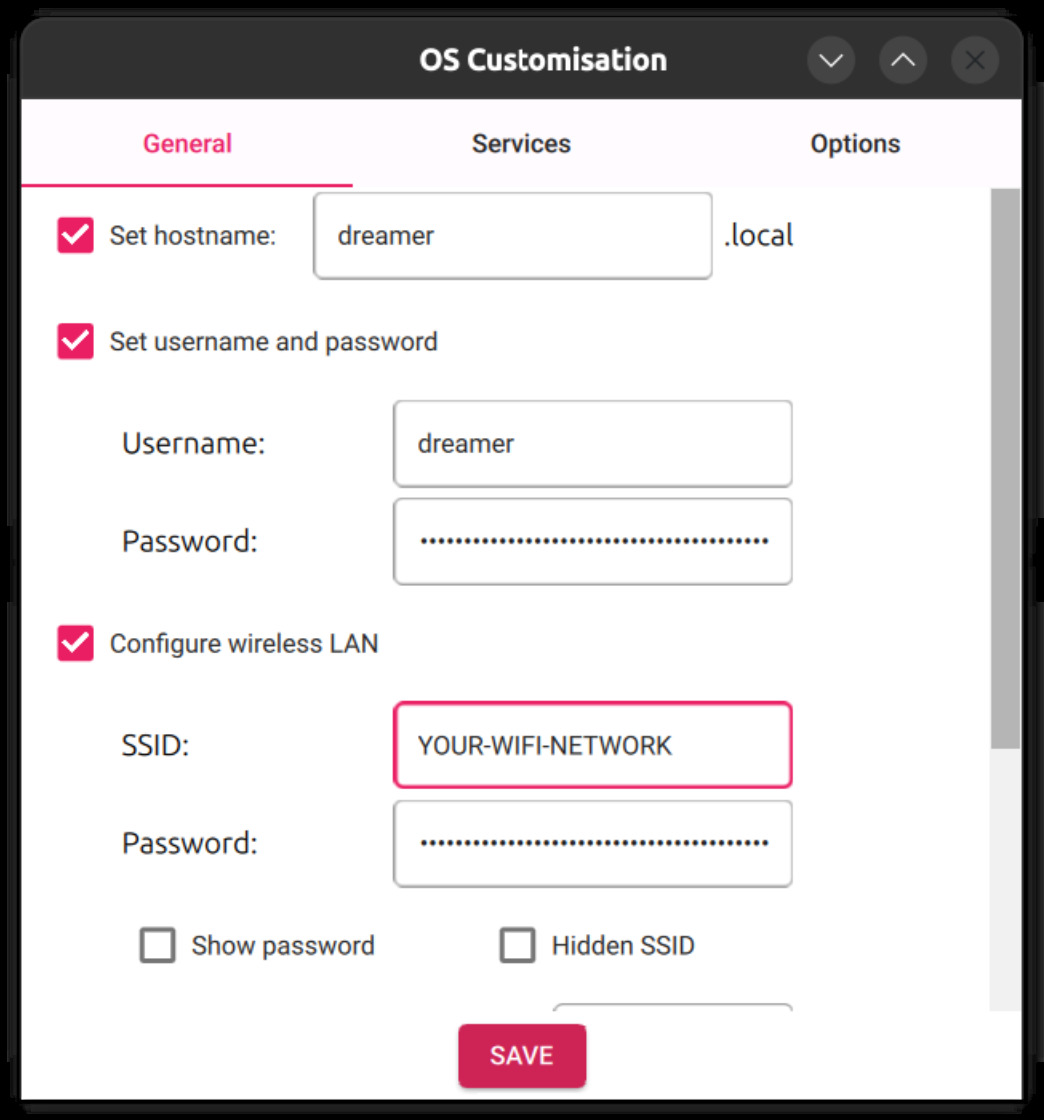 OS Customisation
General Services Options
Set hostname: dreamer .local
Set username and password
Username: dreamer
Password: ••••••••••••••••••••••••••••••••••••••••
Configure wireless LAN
SSID: YOUR-WIFI-NETWORK
Password: ••••••••••••••••••••••••••••••••••••••••
Show password Hidden SSID
SAVE